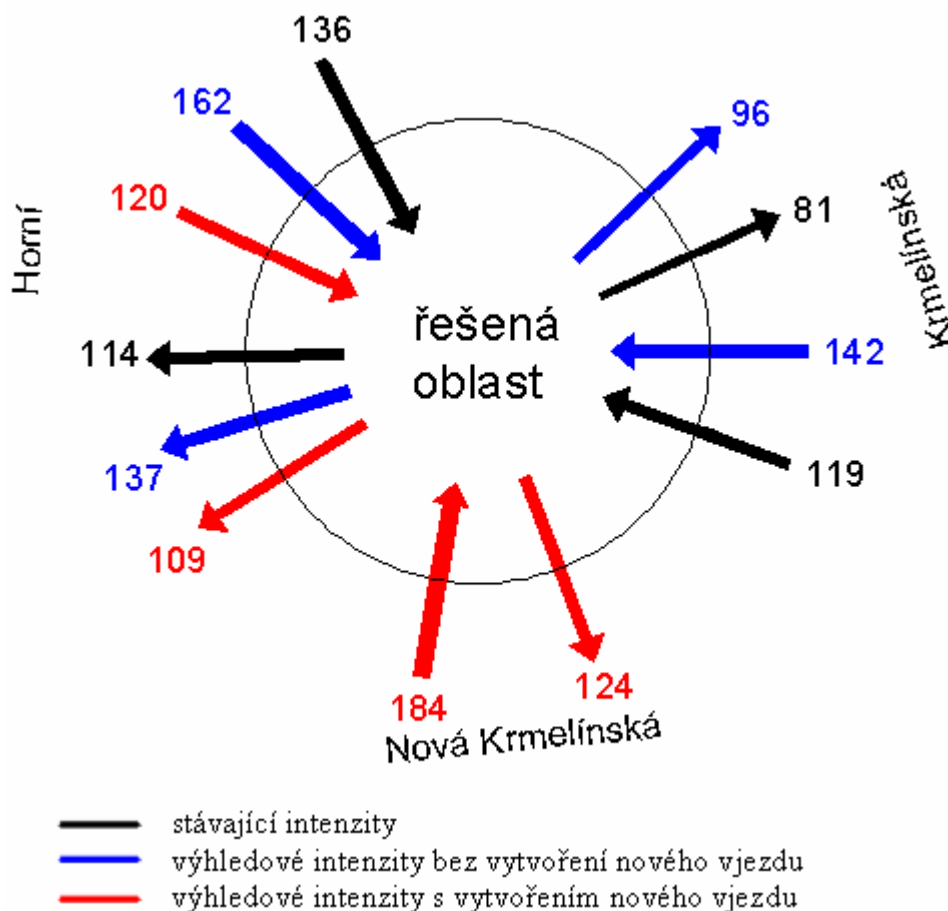 136
162
96
120
81
Horní
Krmelínská
řešená
oblast
114
142
137
119
109
184
124
Nová Krmelínská
stávající intenzity
výhledové intenzity bez vytvoření nového vjezdu
výhledové intenzity s vytvořením nového vjezdu